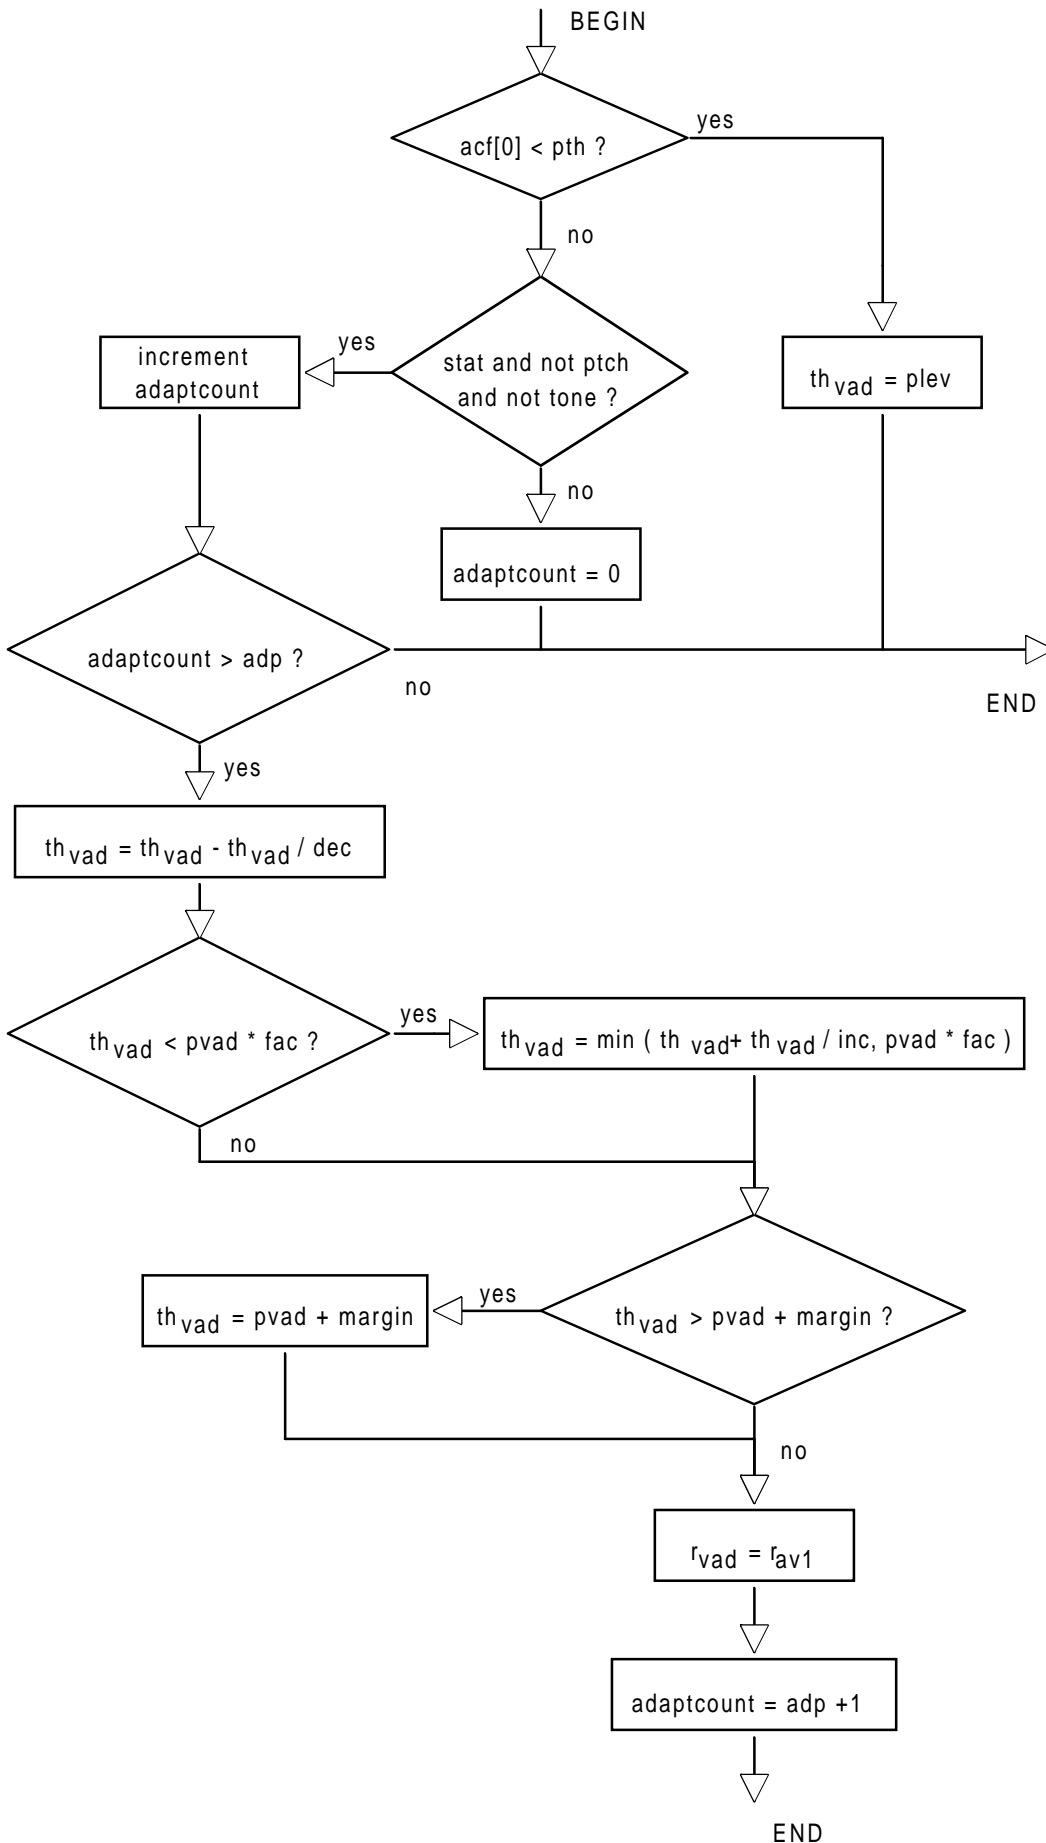 BEGIN
acf[0] < pth ?
yes
no
increment
adaptcount
yes
stat and not ptch
and not tone ?
th vad = plev
no
adaptcount = 0
adaptcount > adp ?
no
END
yes
th vad = th vad - th vad / dec
th vad < pvad * fac ?
yes
th vad = min ( th vad + th vad / inc, pvad * fac )
no
th vad = pvad + margin
yes
th vad > pvad + margin ?
no
r vad = r av1
adaptcount = adp +1
END